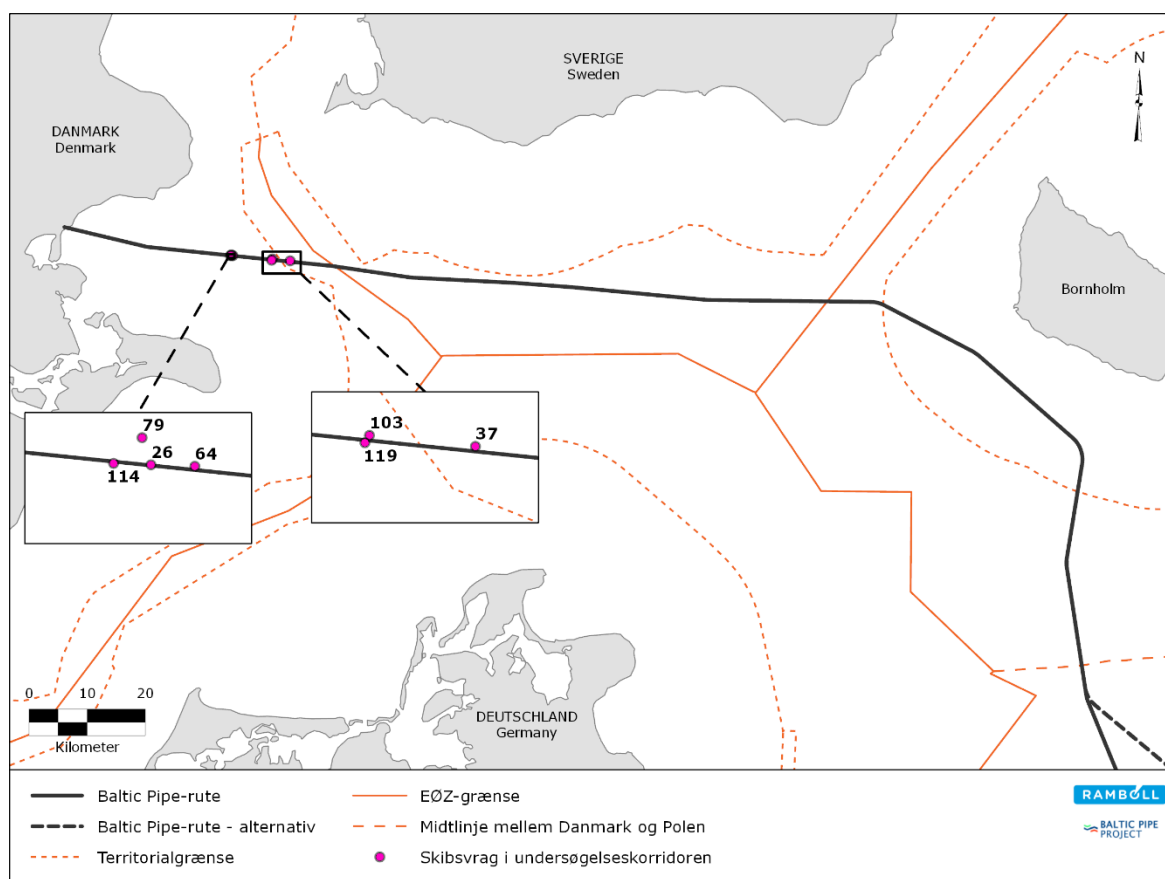 SVERIGE
Sweden
N
DANMARK
Denmark
Bornholm
79
26
64
114
103
37
119
0 10 20
Kilometer
DEUTSCHLAND
Germany
Baltic Pipe-rute
EØZ-grænse
RAMBOLL
Baltic Pipe-rute - alternativ
Midtlinje mellem Danmark og Polen
BALTIC PIPE
PROJECT
Territorialgrænse
Skibsvrag i undersøgelseskorridoren